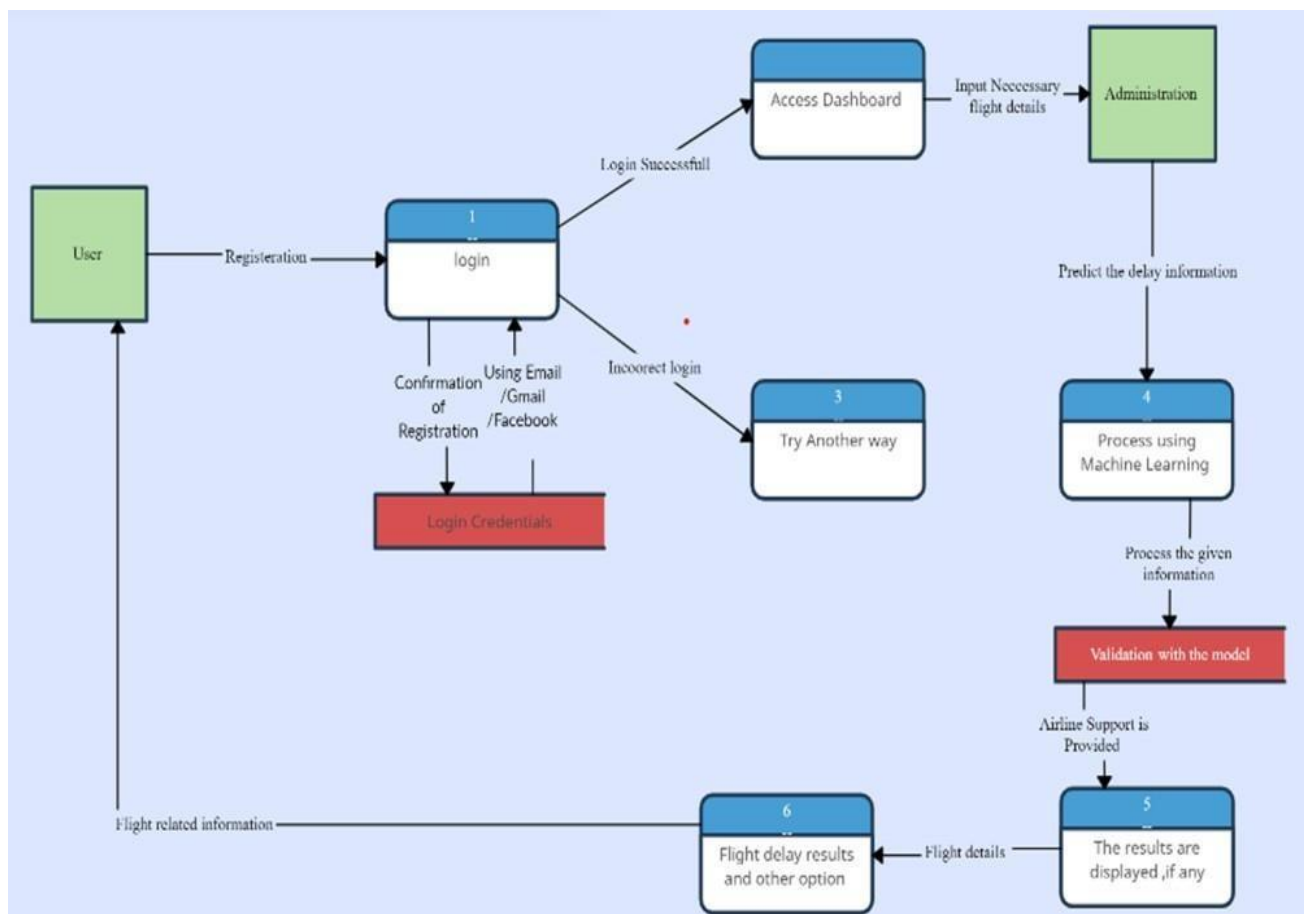 Access Dashboard
Input Neccessary
flight details
Administration
Login Successfull
User
Registeration
1
--
login
Predict the delay information
Incoorect login
Confirmation
of
Registration
Using Email
/Gmail
/Facebook
3
--
Try Another way
4
--
Process using
Machine Learning
Login Credentials
Process the given
information
Validation with the model
Airline Support is
Provided
5
--
The results are
displayed ,if any
Flight details
6
--
Flight delay results
and other option
Flight related information